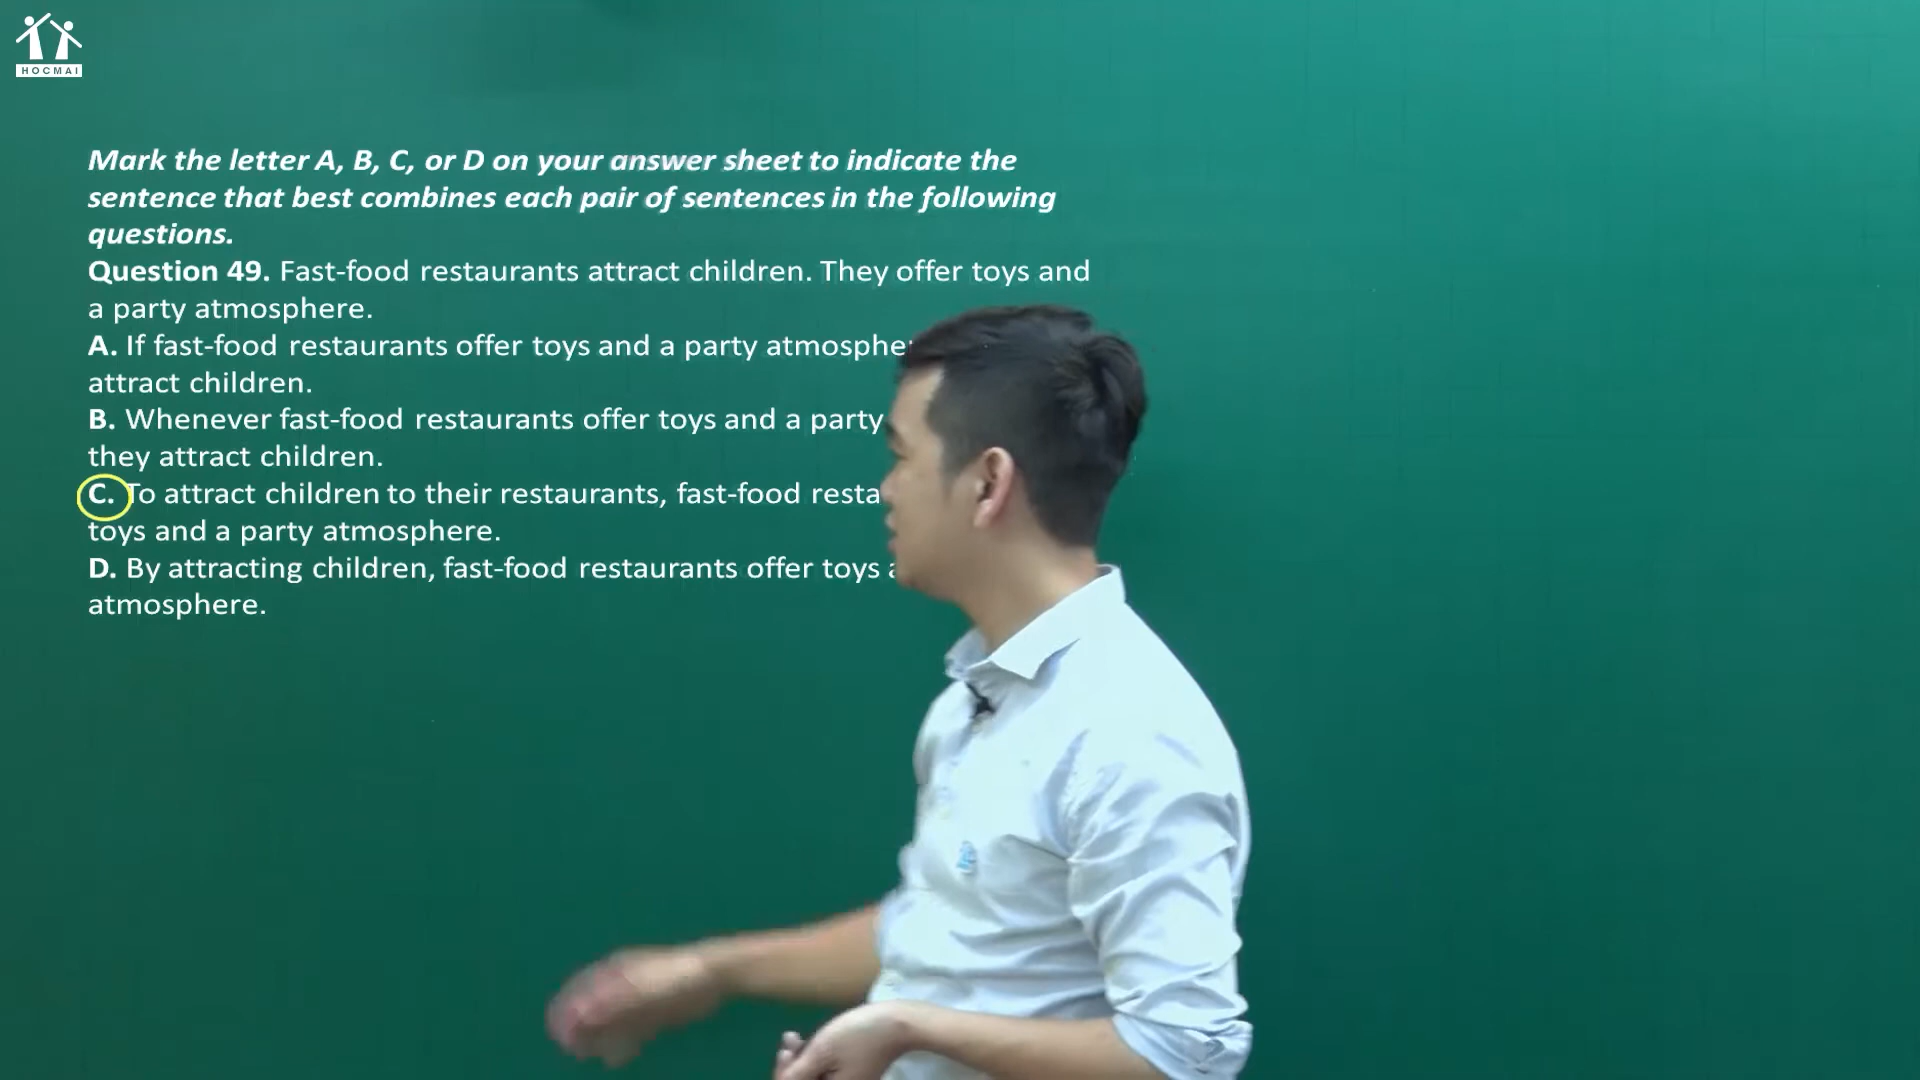 HOCMAI
Mark the letter A, B, C, or D on your answer sheet to indicate the
sentence that best combines each pair of sentences in the following
questions.
Question 49. Fast-food restaurants attract children. They offer toys and
a party atmosphere.
A. If fast-food restaurants offer toys and a party
attract children.
B. Whenever fast-food restaurants offer toys and a party
they attract children.
C. To attract children to their restaurants, fast-food
toys and a party atmosphere.
D. By attracting children, fast-food restaurants offer toys
atmosphere.